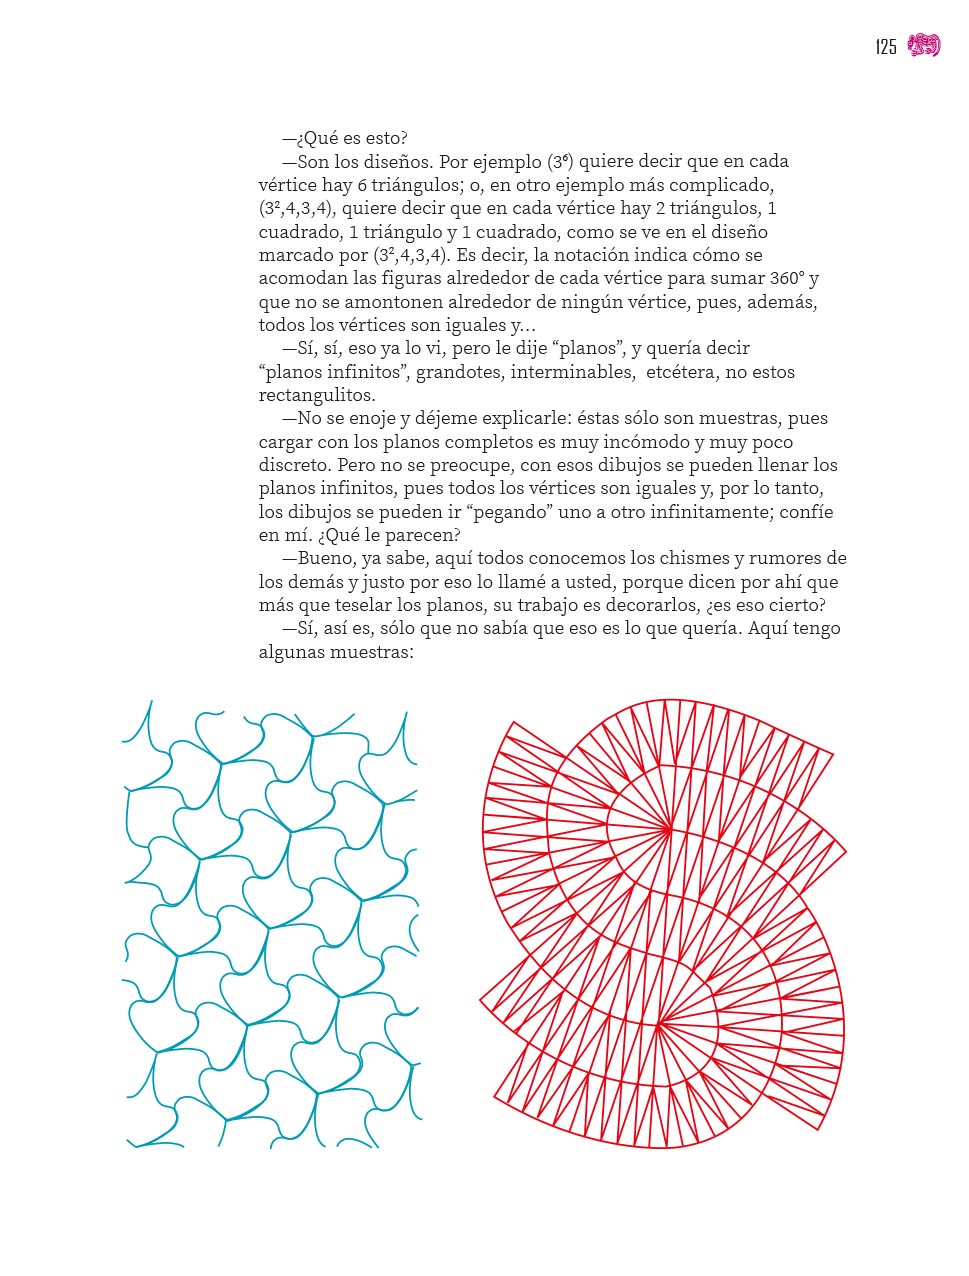 125
—¿Qué es esto?
—Son los diseños. Por ejemplo (3⁶) quiere decir que en cada
vértice hay 6 triángulos; o, en otro ejemplo más complicado,
(3²,4,3,4), quiere decir que en cada vértice hay 2 triángulos, 1
cuadrado, 1 triángulo y 1 cuadrado, como se ve en el diseño
marcado por (3²,4,3,4). Es decir, la notación indica cómo se
acomodan las figuras alrededor de cada vértice para sumar 360° y
que no se amontonen alrededor de ningún vértice, pues, además,
todos los vértices son iguales y…
—Sí, sí, eso ya lo vi, pero le dije “planos”, y quería decir
“planos infinitos”, grandotes, interminables, etcétera, no estos
rectangulitos.
—No se enoje y déjeme explicarle: éstas sólo son muestras, pues
cargar con los planos completos es muy incómodo y muy poco
discreto. Pero no se preocupe, con esos dibujos se pueden llenar los
planos infinitos, pues todos los vértices son iguales y, por lo tanto,
los dibujos se pueden ir “pegando” uno a otro infinitamente; confíe
en mí. ¿Qué le parecen?
—Bueno, ya sabe, aquí todos conocemos los chismes y rumores de
los demás y justo por eso lo llamé a usted, porque dicen por ahí que
más que teselar los planos, su trabajo es decorarlos, ¿es eso cierto?
—Sí, así es, sólo que no sabía que eso es lo que quería. Aquí tengo
algunas muestras: